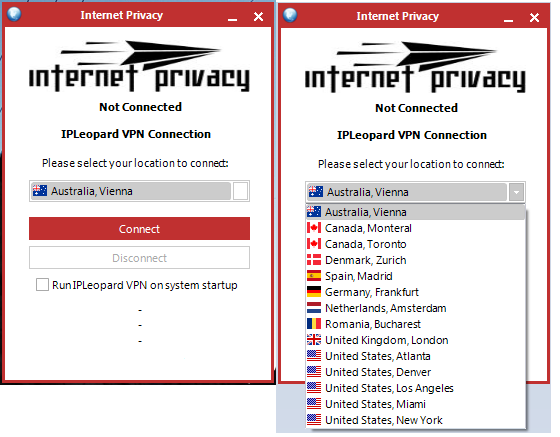 Internet Privacy
internet privacy
Not Connected
IPLeopard VPN Connection
Please select your location to connect:
Australia, Vienna
Connect
Disconnect
Run IPLeopard VPN on system startup
-
-
-
Internet Privacy
internet privacy
Not Connected
IPLeopard VPN Connection
Please select your location to connect:
Australia, Vienna
Australia, Vienna
Canada, Monteral
Canada, Toronto
Denmark, Zurich
Spain, Madrid
Germany, Frankfurt
Netherlands, Amsterdam
Romania, Bucharest
United Kingdom, London
United States, Atlanta
United States, Denver
United States, Los Angeles
United States, Miami
United States, New York